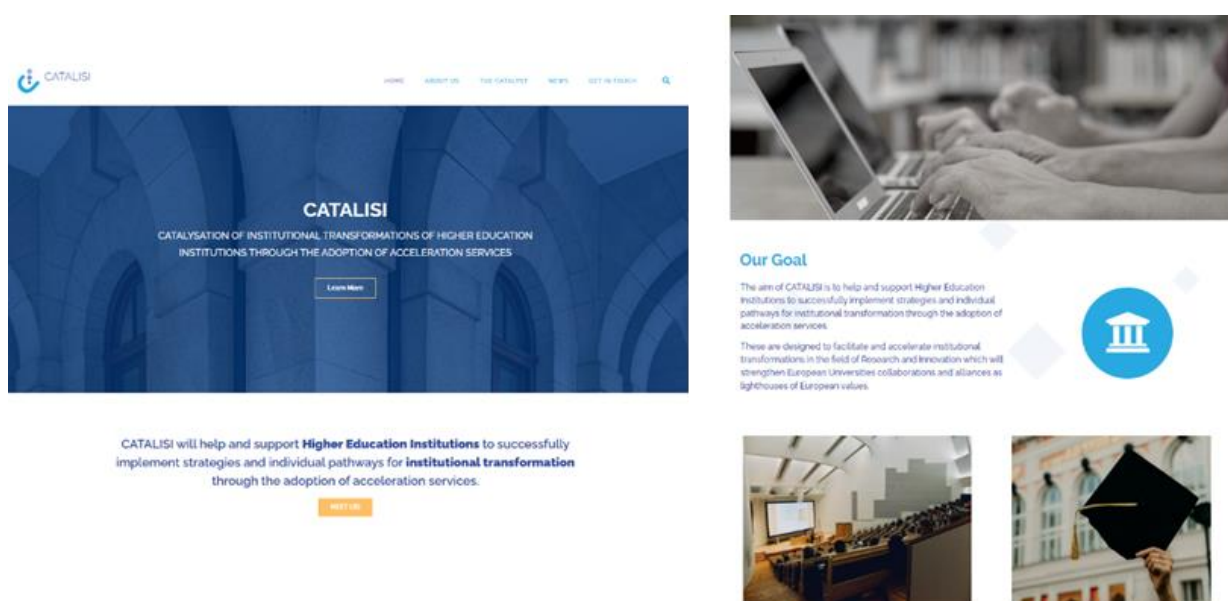 CATALISI
HOME ABOUT US THE CATALYST NEWS GET IN TOUCH
CATALISI
CATALYSATION OF INSTITUTIONAL TRANSFORMATIONS OF HIGHER EDUCATION
INSTITUTIONS THROUGH THE ADOPTION OF ACCELERATION SERVICES
Learn More
CATALISI will help and support Higher Education Institutions to successfully
implement strategies and individual pathways for institutional transformation
through the adoption of acceleration services.
MEET US!
Our Goal
The aim of CATALISI is to help and support Higher Education
Institutions to successfully implement strategies and individual
pathways for institutional transformation through the adoption of
acceleration services.
These are designed to facilitate and accelerate institutional
transformations in the field of Research and Innovation which will
strengthen European Universities collaborations and alliances as
lighthouses of European values.